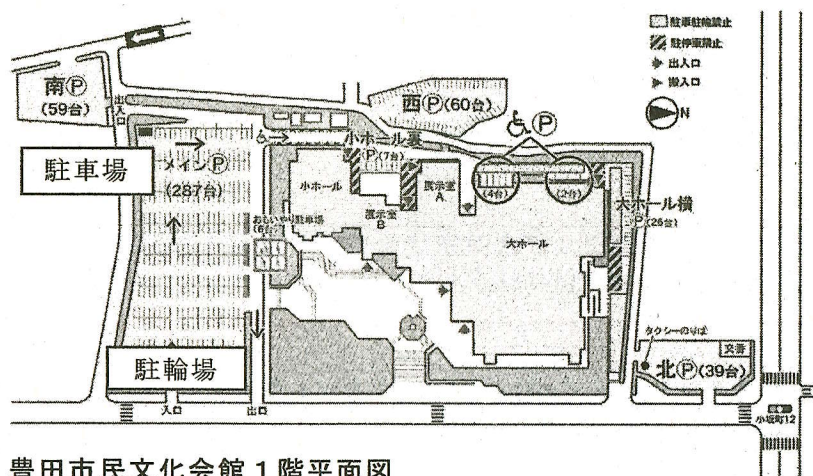 駐車駐輪禁止
駐停車禁止
出入口
搬入口
N
南Ⓟ
(59台)
出入口
西Ⓟ(60台)
Ⓟ
小ホール裏
P(7台)
駐車場
メインⓅ
(287台)
小ホール
展示室
A
(4台)
(2台)
大ホール横
P(26台)
おもいやり駐車場
(6台)
展示室
B
大ホール
タクシーのりば
交番
駐輪場
北Ⓟ(39台)
入口
出口
小坂町12
豊田市民文化会館1階平面図